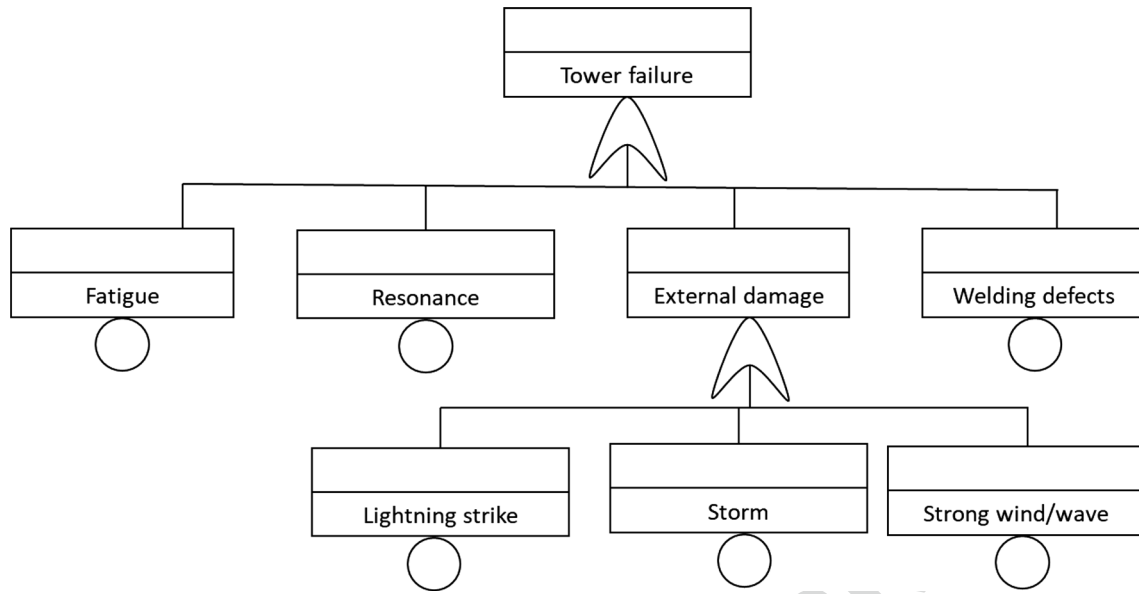 Tower failure
Fatigue
Resonance
External damage
Welding defects
Lightning strike
Storm
Strong wind/wave